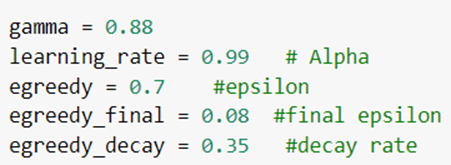 gamma = 0.88
learning_rate = 0.99   # Alpha
egreedy = 0.7    #epsilon
egreedy_final = 0.08  #final epsilon
egreedy_decay = 0.35   #decay rate